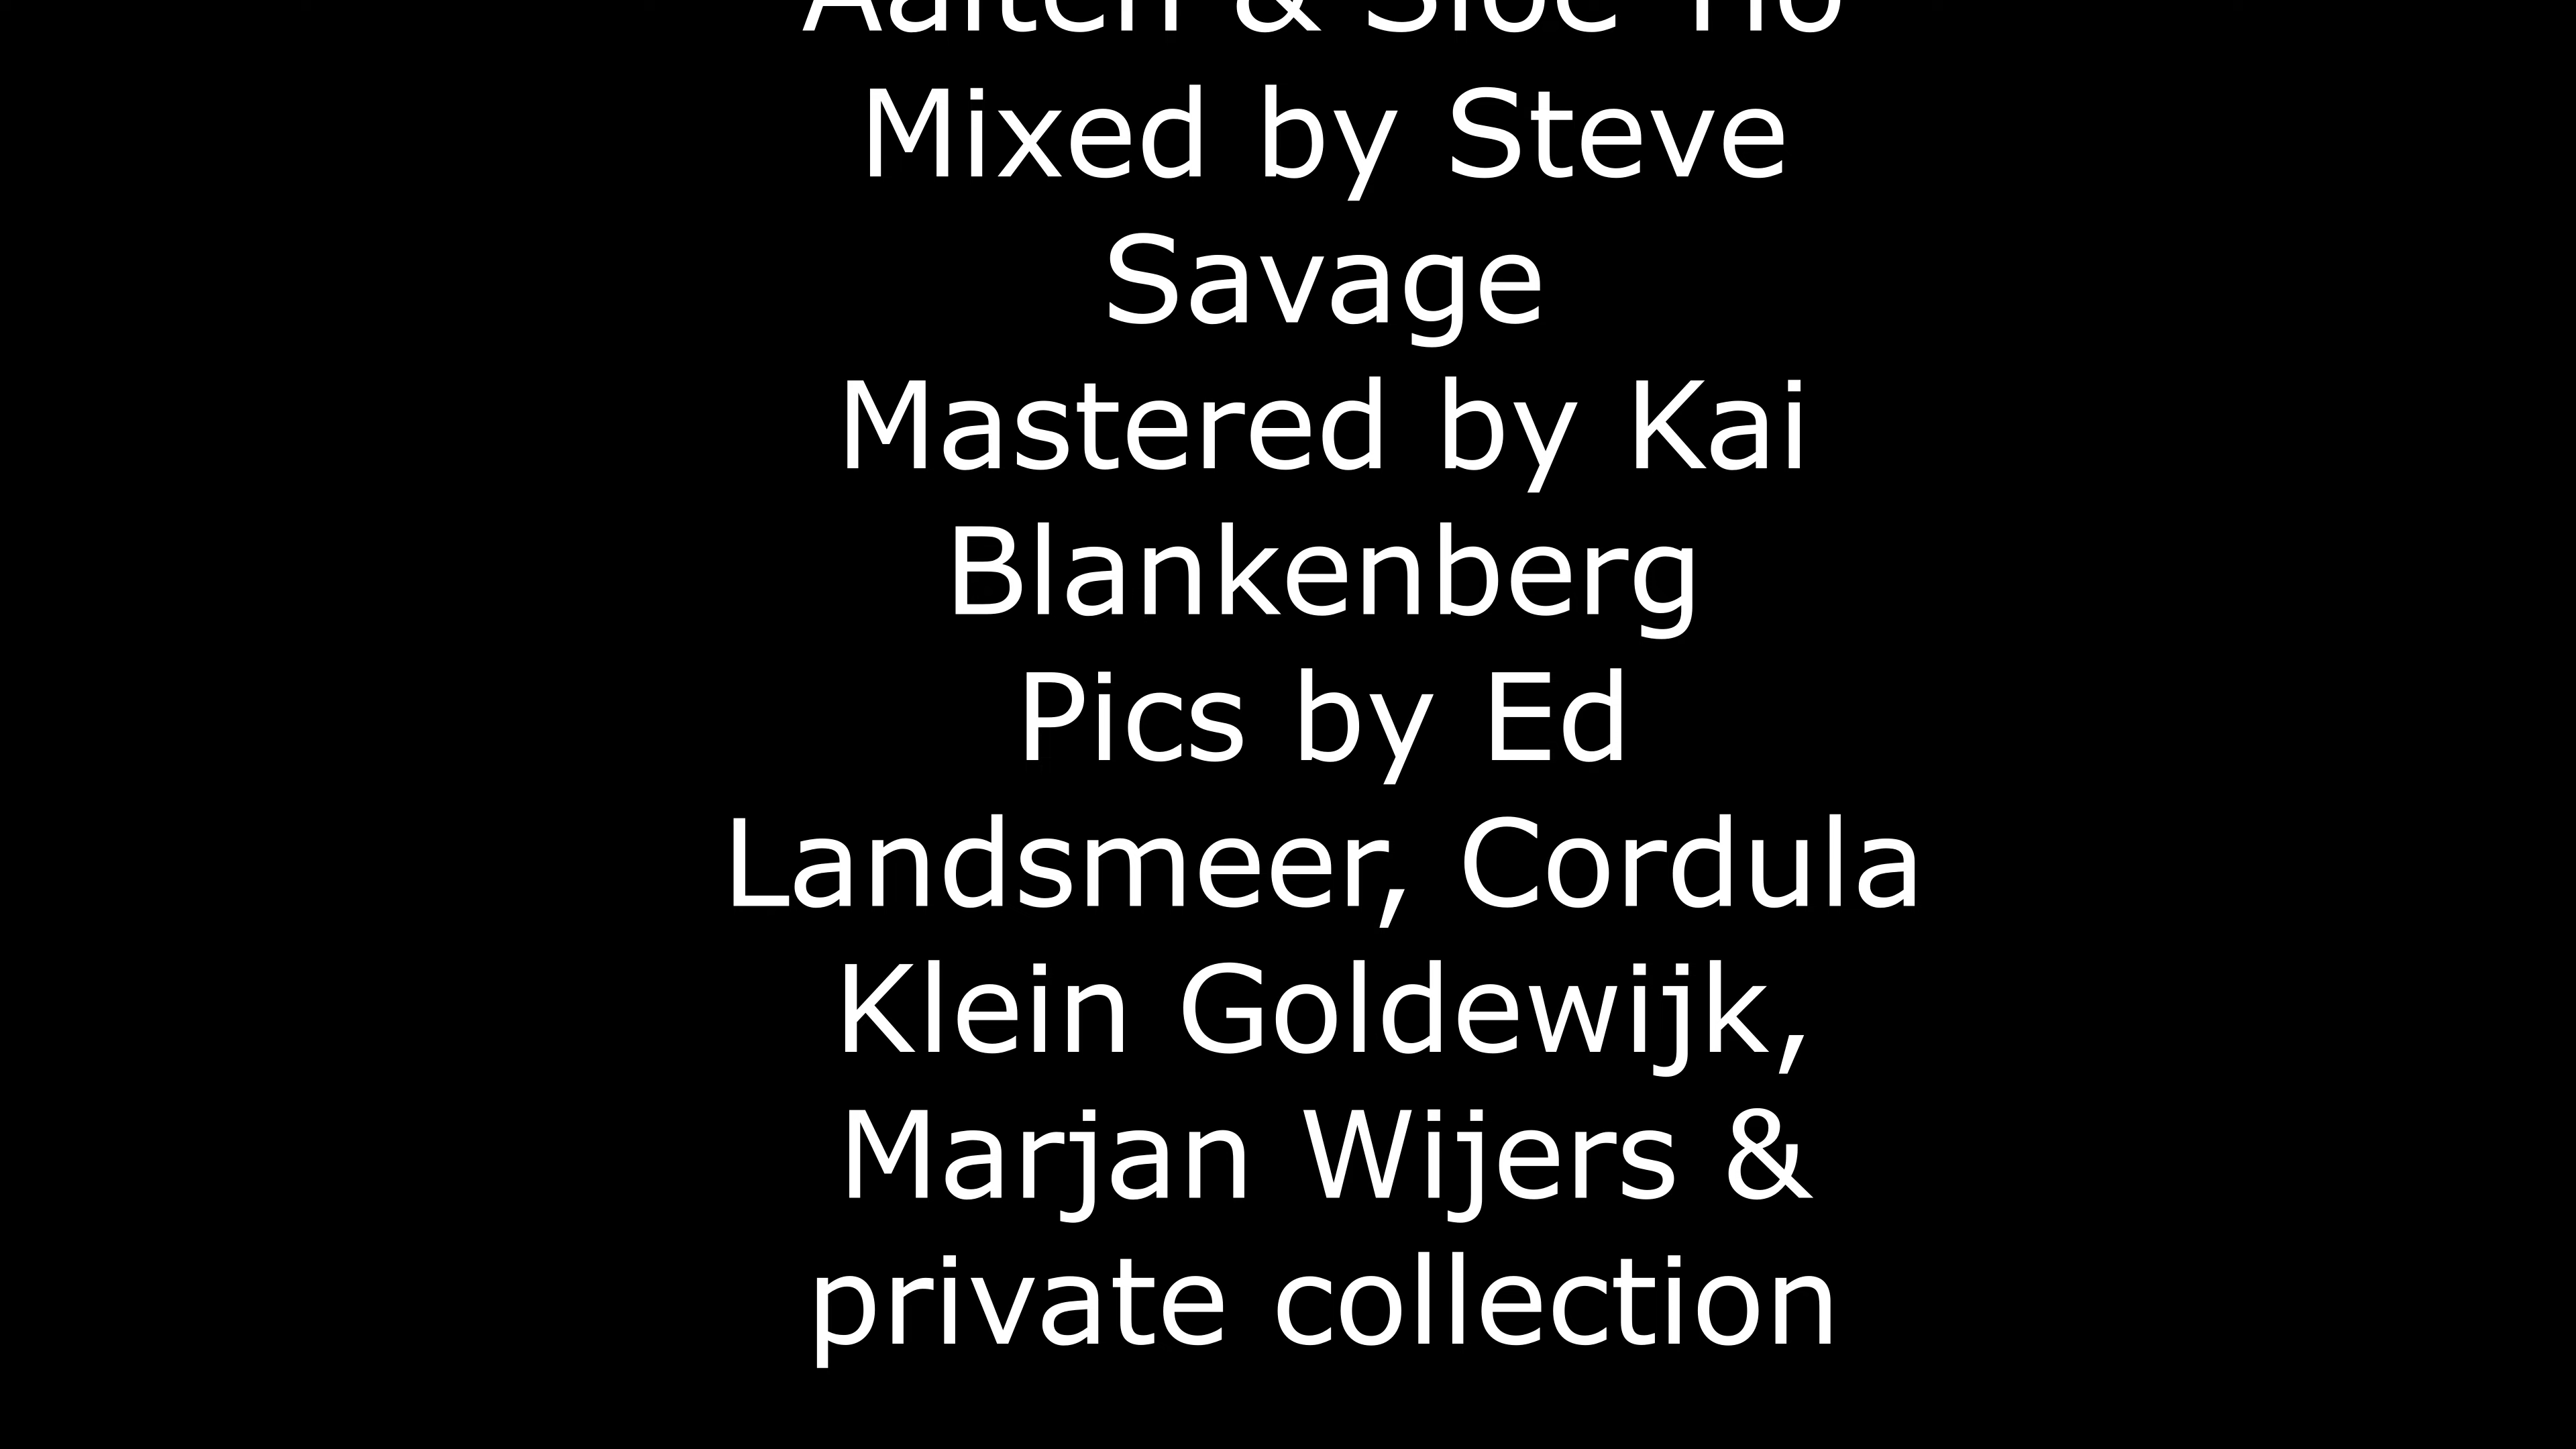 &
Mixed by Steve
Savage
Mastered by Kai
Blankenberg
Pics by Ed
Landsmeer, Cordula
Klein Goldewijk,
Marjan Wijers &
private collection